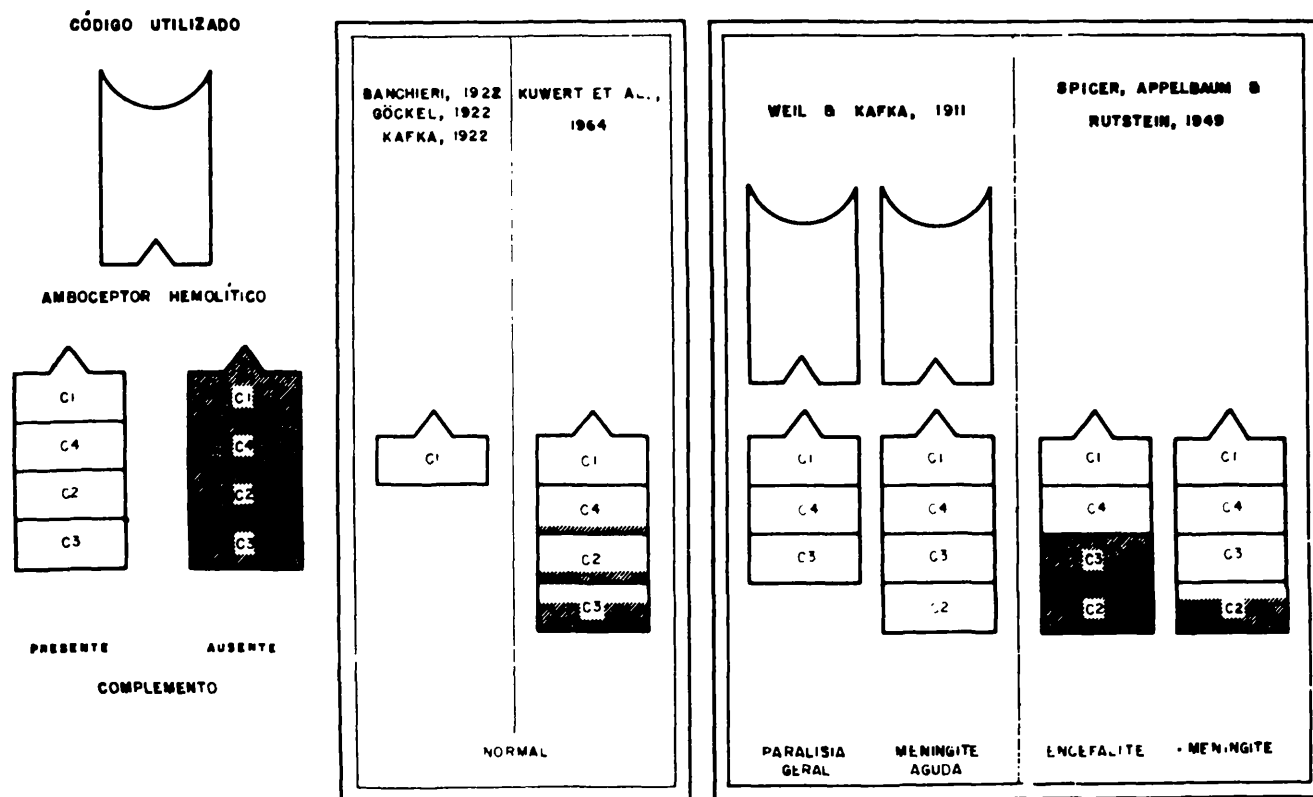 CÓDIGO UTILIZADO
AMBOCEPTOR HEMOLÍTICO
C1
C4
C2
C3
C1
C4
C2
C3
PRESENTE
AUSENTE
COMPLEMENTO
BANCHIERI, 1922
GÖCKEL, 1922
KAFKA, 1922
KUWERT ET AL.,
1964
C1
C1
C4
C2
C3
NORMAL
WEIL & KAFKA, 1911
SPICER, APPELBAUM &
RUTSTEIN, 1949
C1
C4
C3
C1
C4
C3
C2
C1
C4
C3
C2
C1
C4
C3
C2
PARALISIA
GERAL
MENINGITE
AGUDA
ENCEFALITE
MENINGITE